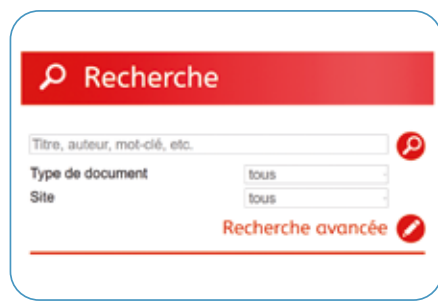 Recherche
Titre, auteur, mot-clé, etc.
Type de document tous
Site tous
Recherche avancée